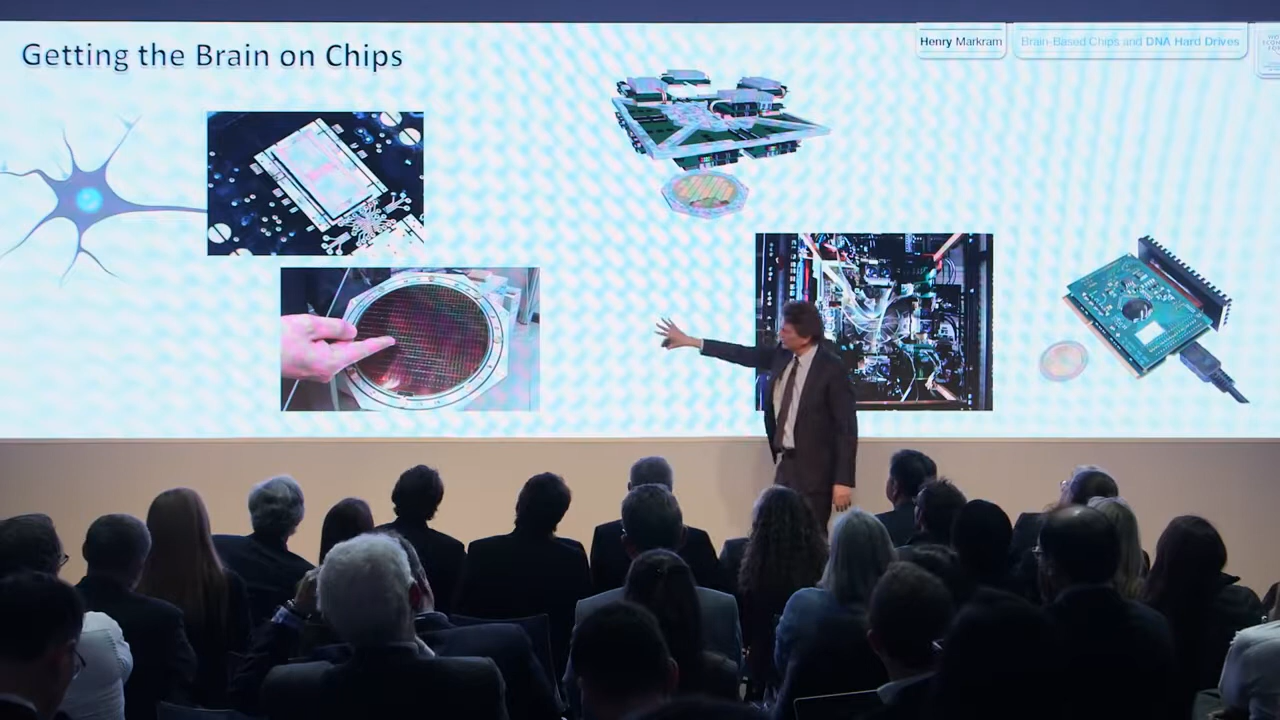 Getting the Brain on Chips
Henry Markram
Brain-Based Chips and DNA Hard Drives